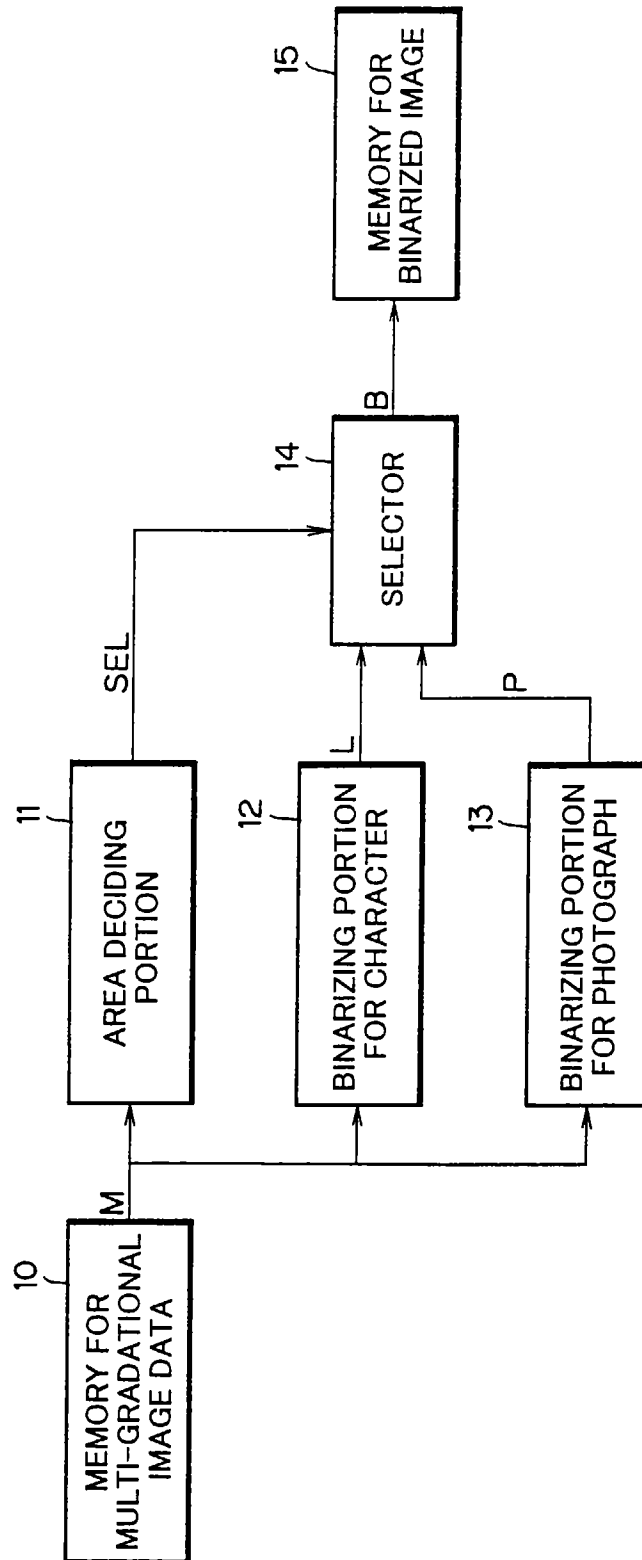 10
MEMORY FOR
MULTI-GRADATIONAL
IMAGE DATA
M
11
AREA DECIDING
PORTION
SEL
12
BINARIZING PORTION
FOR CHARACTER
L
13
BINARIZING PORTION
FOR PHOTOGRAPH
P
14
SELECTOR
B
15
MEMORY FOR
BINARIZED IMAGE